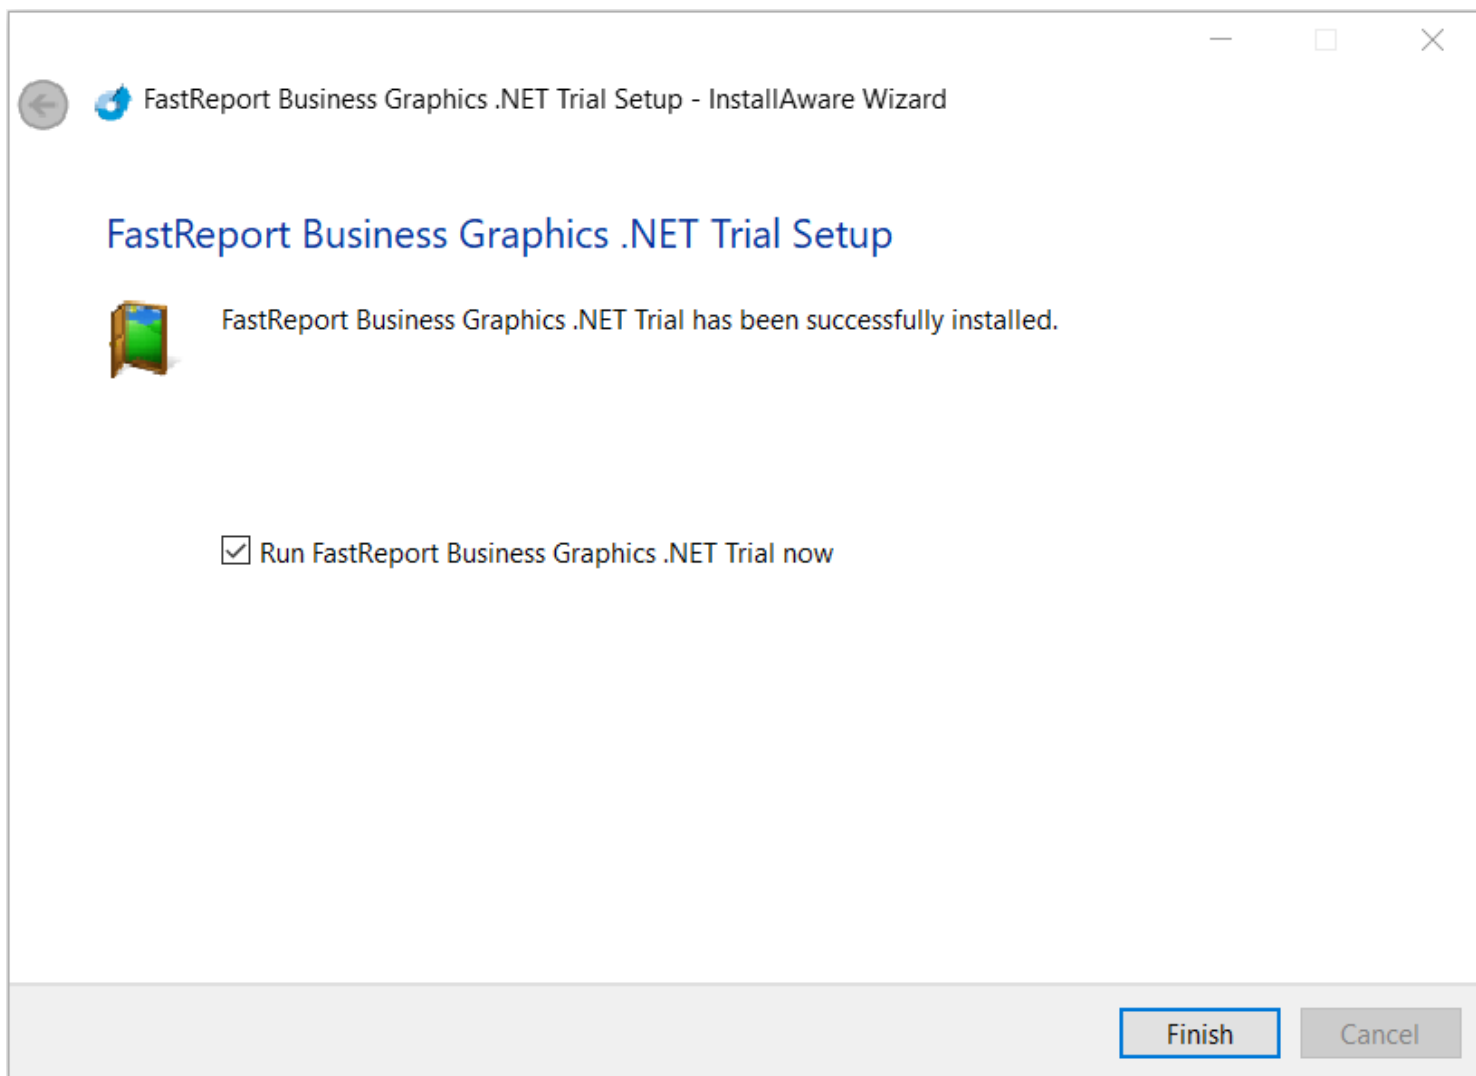 FastReport Business Graphics .NET Trial Setup - InstallAware Wizard
FastReport Business Graphics .NET Trial Setup
FastReport Business Graphics .NET Trial has been successfully installed.
Run FastReport Business Graphics .NET Trial now
Finish
Cancel